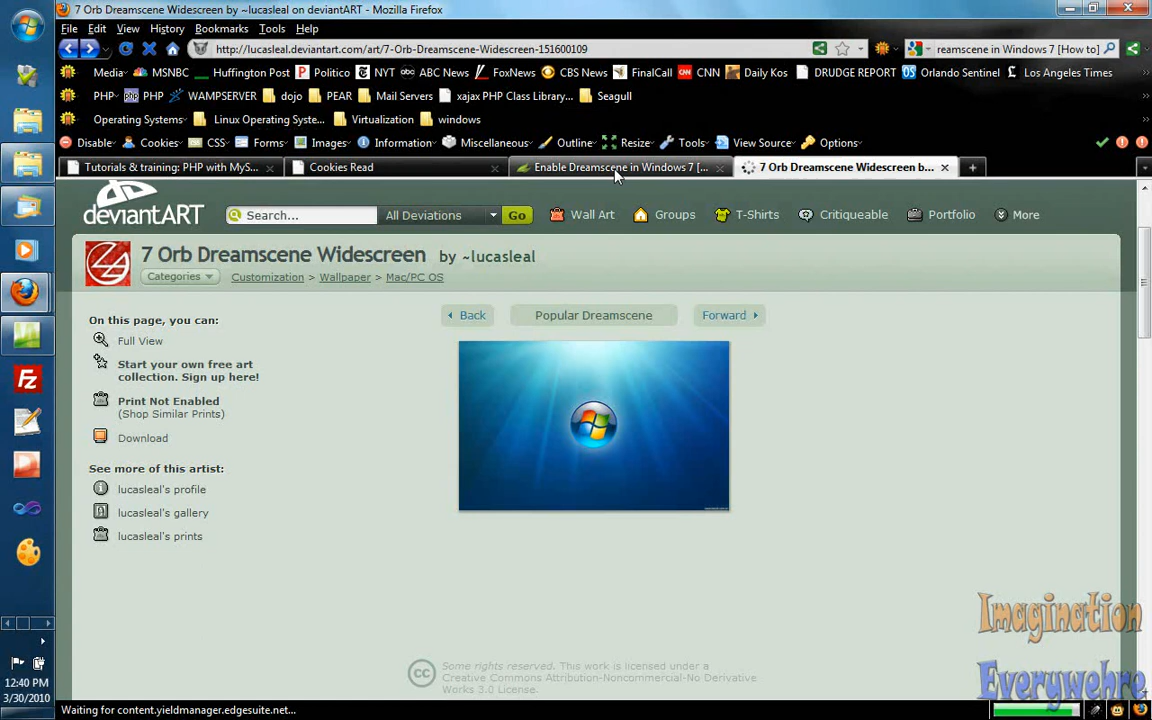 7 Orb Dreamscene Widescreen by ~lucasleal on deviantART - Mozilla Firefox
File Edit View History Bookmarks Tools Help
http://lucasleal.deviantart.com/art/7-Orb-Dreamscene-Widescreen-151600109 reamscene in Windows 7 [How to]
Media MSNBC Huffington Post Politico NYT abc ABC News FoxNews CBS News FinalCall CNN CNN Daily Kos DRUDGE REPORT OS Orlando Sentinel L Los Angeles Times
PHP php PHP WAMPSERVER dojo PEAR Mail Servers xajax PHP Class Library... Seagull
Operating Systems Linux Operating Syste... Virtualization windows
Disable Cookies CSS Forms Images Information Miscellaneous Outline Resize Tools View Source Options
Tutorials & training: PHP with MyS... Cookies Read Enable Dreamscene in Windows 7 [... 7 Orb Dreamscene Widescreen b...
deviantART Search... All Deviations Go Wall Art Groups T-Shirts Critiqueable Portfolio More
7 Orb Dreamscene Widescreen by ~lucasleal
Categories Customization > Wallpaper > Mac/PC OS
On this page, you can:
Full View
Start your own free art
collection. Sign up here!
Print Not Enabled
(Shop Similar Prints)
Download
See more of this artist:
lucasleal's profile
lucasleal's gallery
lucasleal's prints
Back Popular Dreamscene Forward
cc Some rights reserved. This work is licensed under a
Creative Commons Attribution-Noncommercial-No Derivative
Works 3.0 License.
Imagination
Everywehre
Fz
12:40 PM
3/30/2010
Waiting for content.yieldmanager.edgesuite.net...